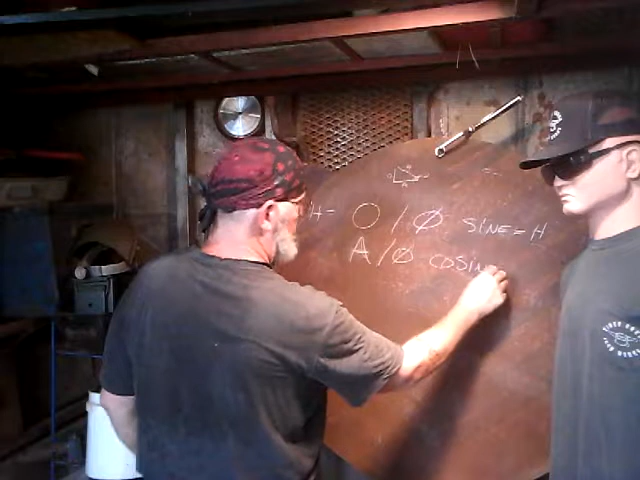 H- O / Ø SINE = H
A / Ø COSIN